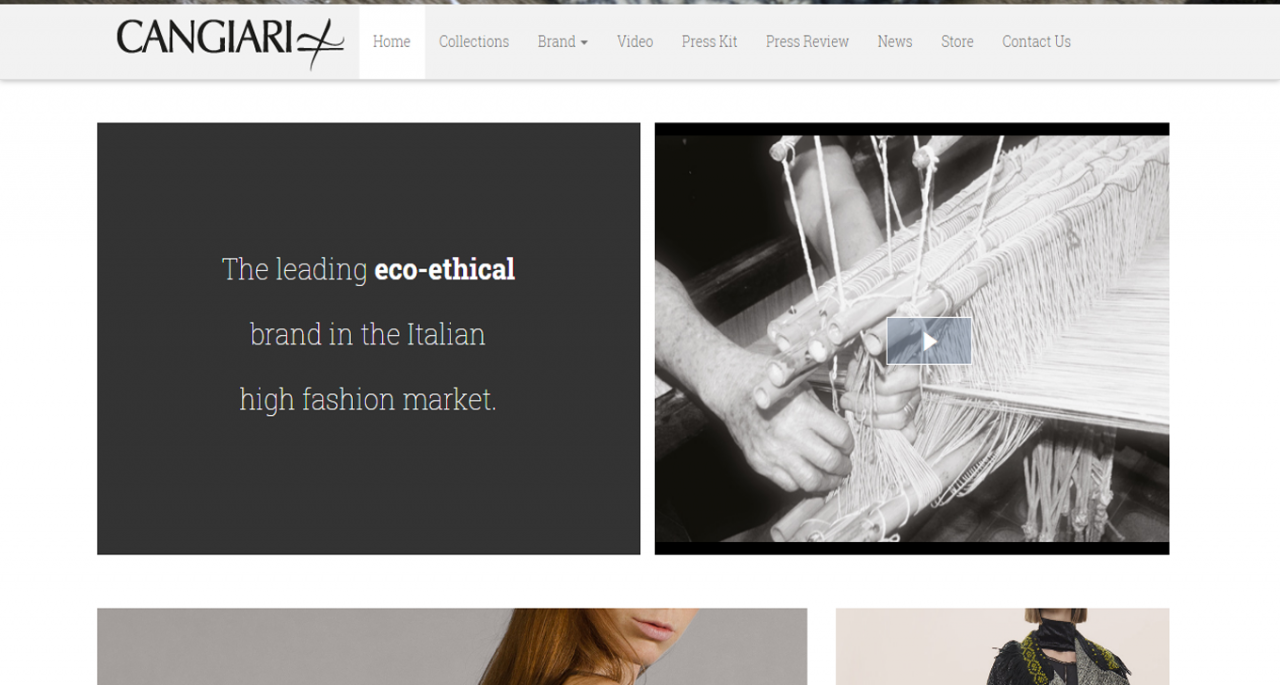 CANGIARI
Home Collections Brand Video Press Kit Press Review News Store Contact Us
The leading eco-ethical
brand in the Italian
high fashion market.